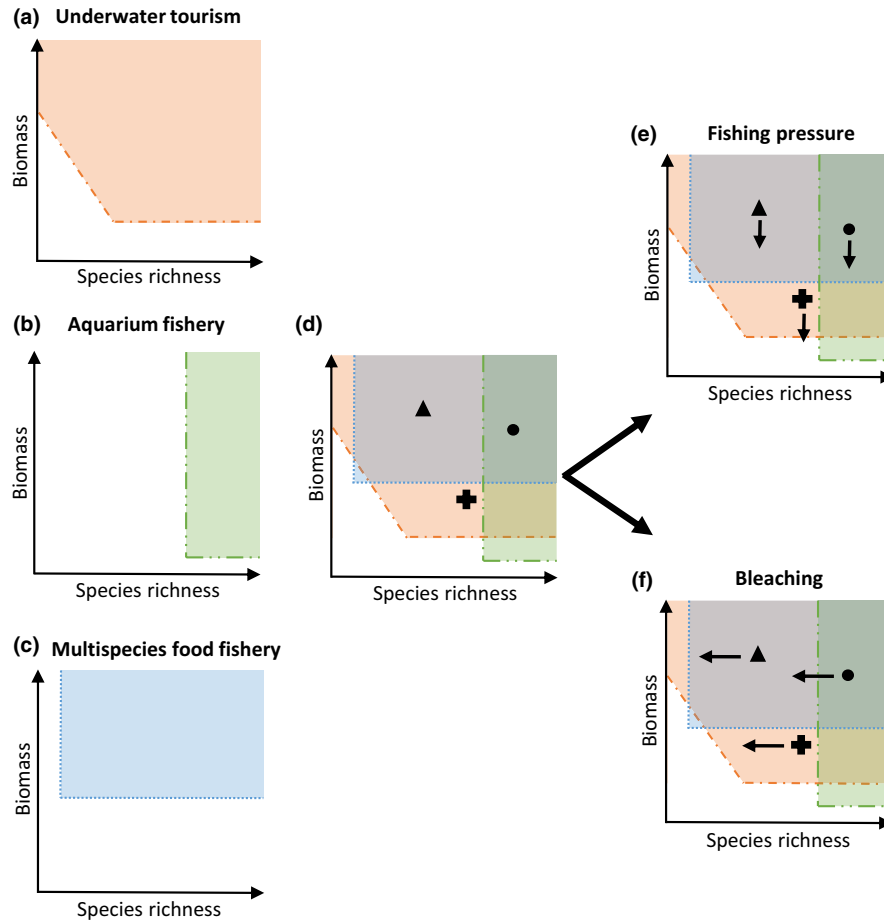 (a) Underwater tourism
Biomass
Species richness
(b) Aquarium fishery
Biomass
Species richness
(c) Multispecies food fishery
Biomass
Species richness
(d)
Biomass
Species richness
(e) Fishing pressure
Biomass
Species richness
(f) Bleaching
Biomass
Species richness